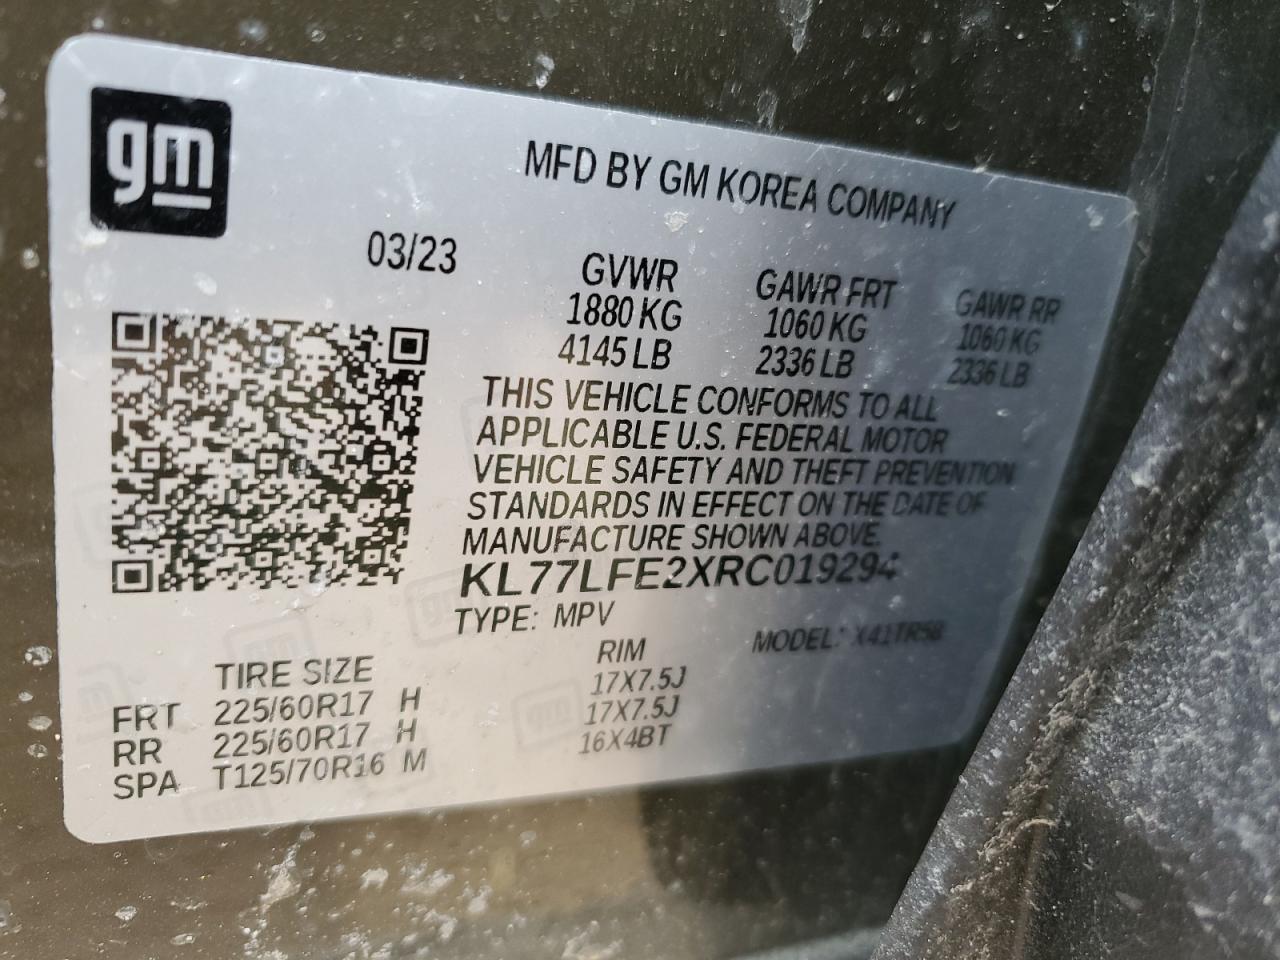 gm
MFD BY GM KOREA COMPANY
03/23
GVWR GAWR FRT GAWR RR
1880 KG 1060 KG 1060 KG
4145 LB 2336 LB 2336 LB
THIS VEHICLE CONFORMS TO ALL
APPLICABLE U.S. FEDERAL MOTOR
VEHICLE SAFETY AND THEFT PREVENTION
STANDARDS IN EFFECT ON THE DATE OF
MANUFACTURE SHOWN ABOVE.
KL77LFE2XRC019294
TYPE: MPV MODEL: X41TR58
TIRE SIZE RIM
FRT 225/60R17 H 17X7.5J
RR 225/60R17 H 17X7.5J
SPA T125/70R16 M 16X4BT